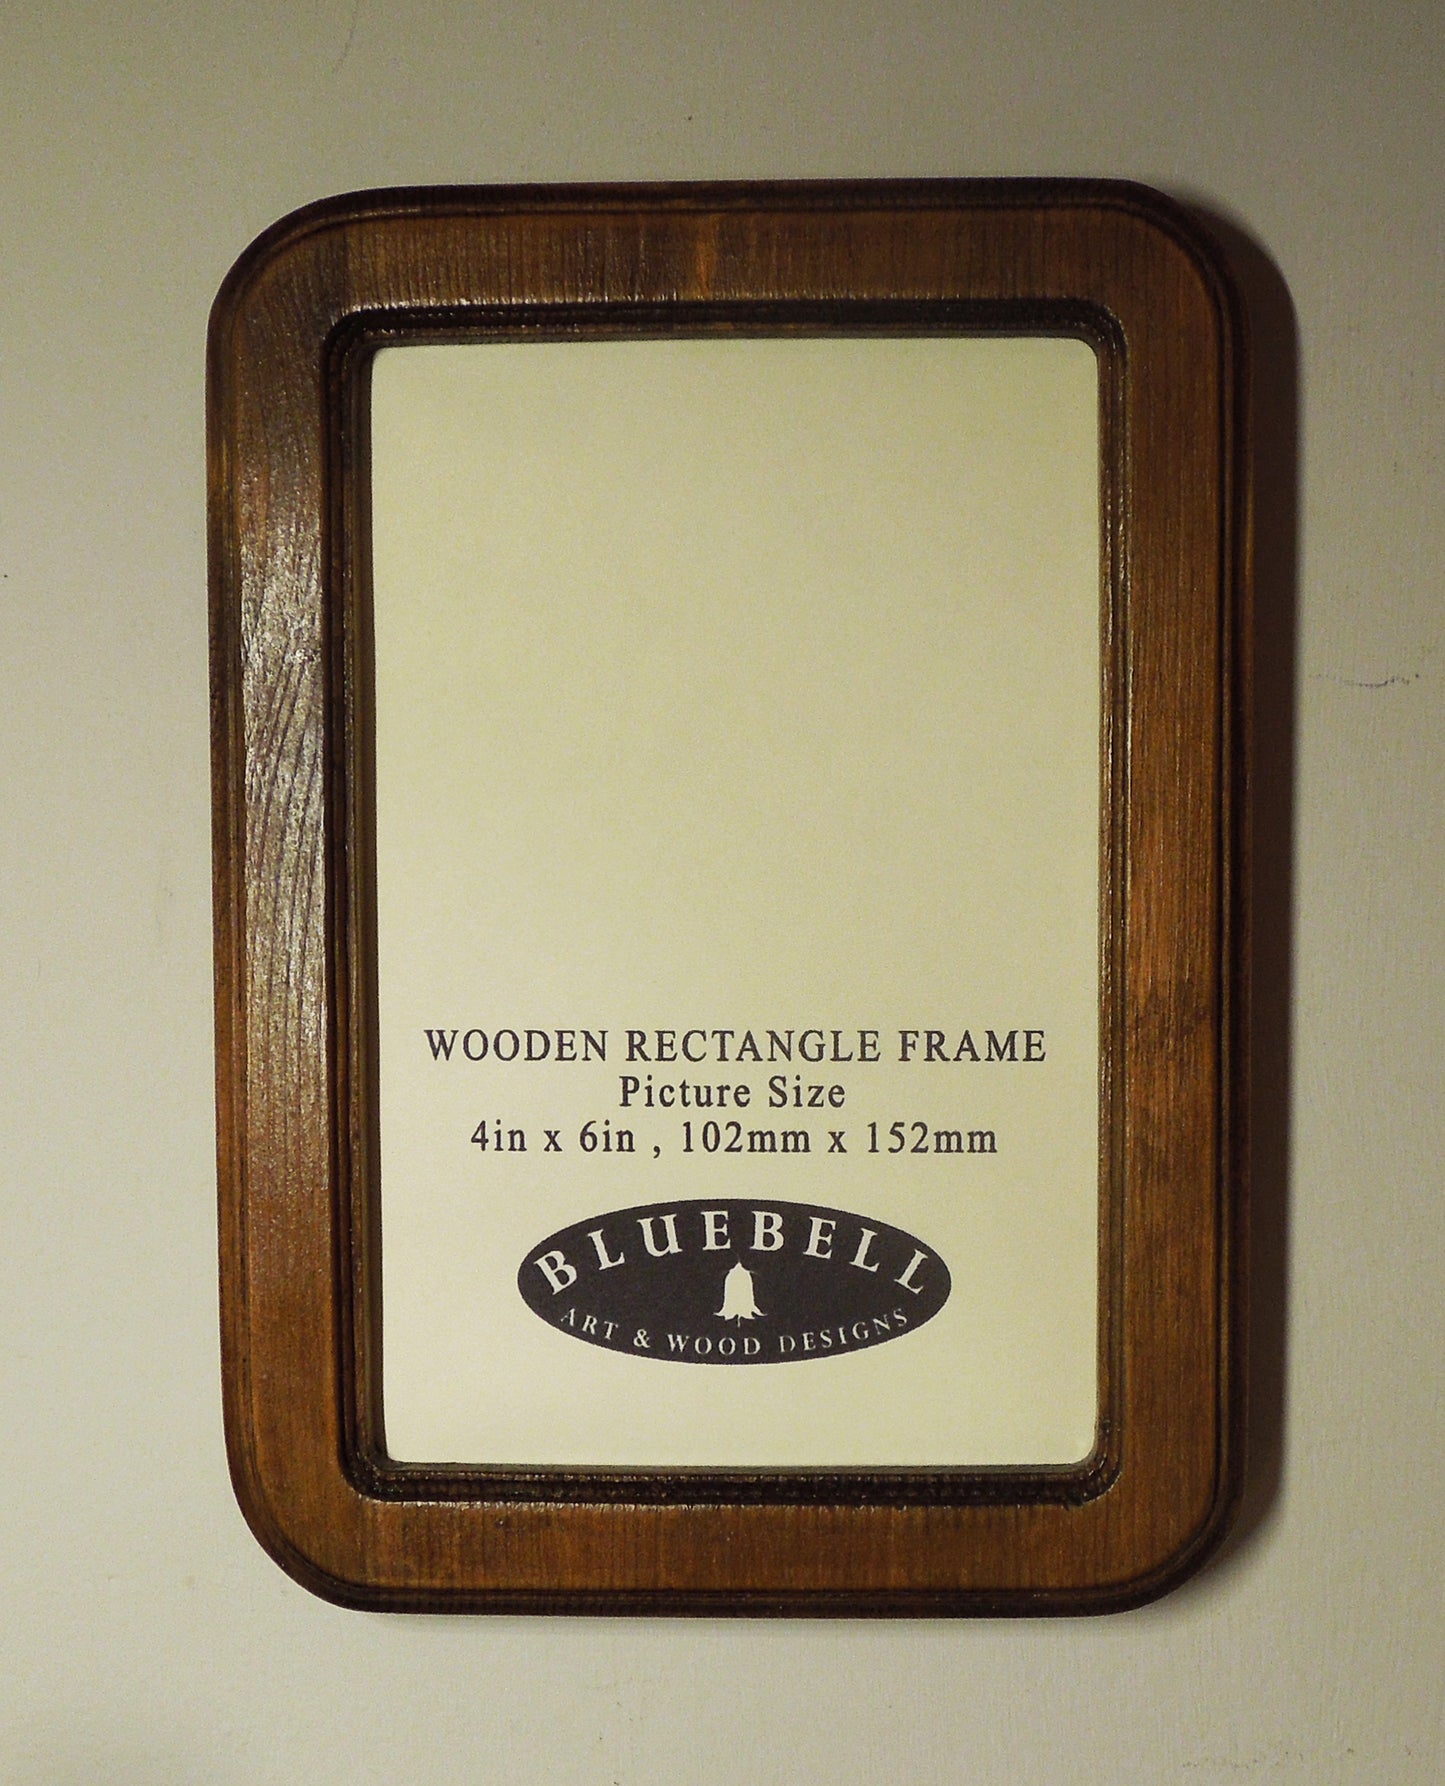 WOODEN RECTANGLE FRAME
Picture Size
4in x 6in , 102mm x 152mm
BLUEBELL
ART & WOOD DESIGNS